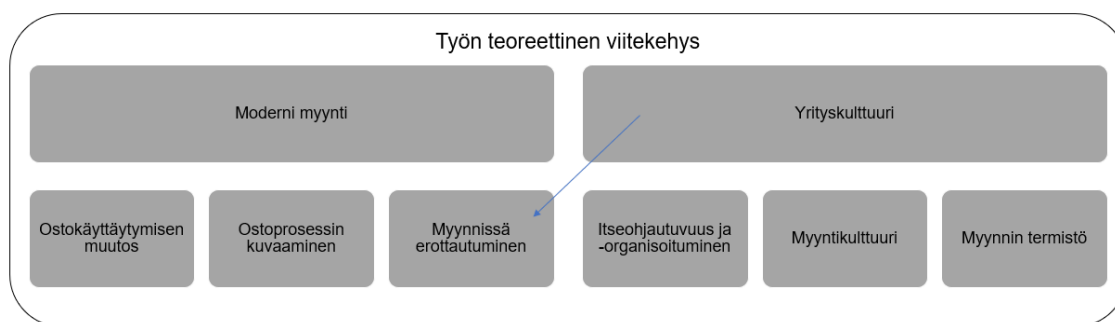 Työn teoreettinen viitekehys
Moderni myynti
Yrityskulttuuri
Ostokäyttäytymisen
muutos
Ostoprosessin
kuvaaminen
Myynnissä
erottautuminen
Itseohjautuvuus ja
-organisoituminen
Myyntikulttuuri
Myynnin termistö